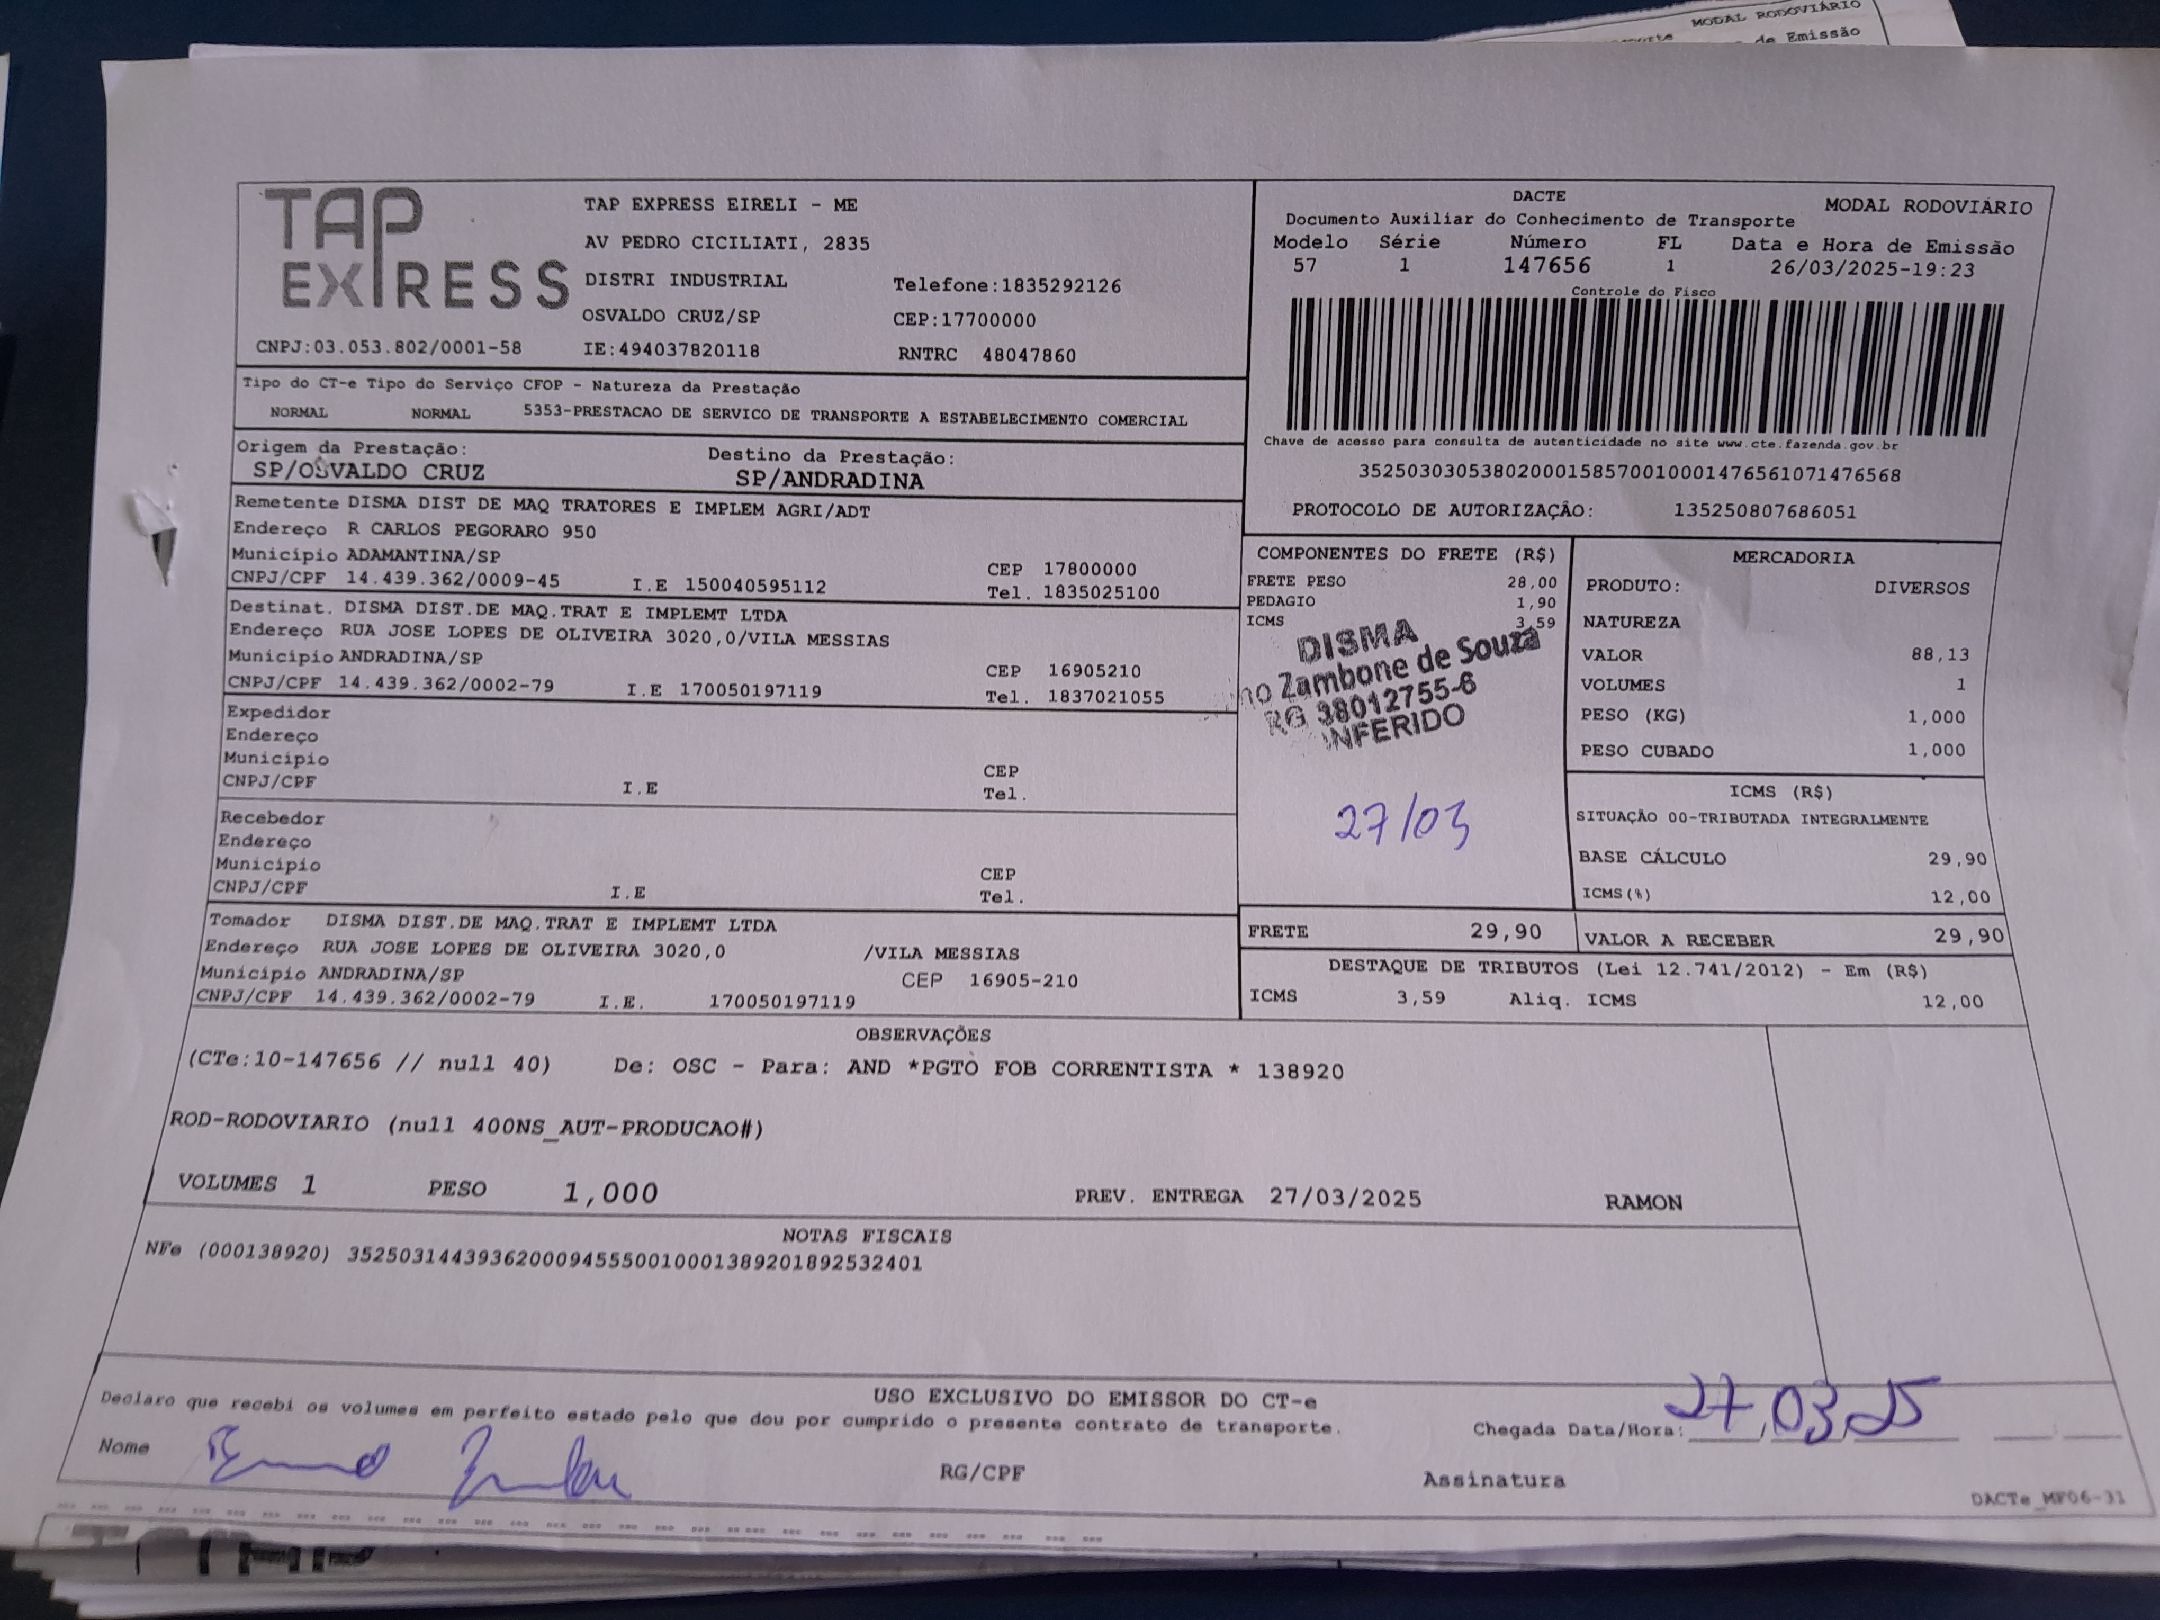 MODAL RODOVIÁRIO
de Emissão
TAP EXPRESS
TAP EXPRESS EIRELI - ME
AV PEDRO CICILIATI, 2835
DISTRI INDUSTRIAL Telefone:1835292126
OSVALDO CRUZ/SP CEP:17700000
CNPJ:03.053.802/0001-58 IE:494037820118 RNTRC 48047860
DACTE MODAL RODOVIÁRIO
Documento Auxiliar do Conhecimento de Transporte
Modelo Série Número FL Data e Hora de Emissão
57 1 147656 1 26/03/2025-19:23
Controle do Fisco
Chave de acesso para consulta de autenticidade no site www.cte.fazenda.gov.br
35250303053802000158570010001476561071476568
PROTOCOLO DE AUTORIZAÇÃO: 135250807686051
Tipo do CT-e Tipo do Serviço CFOP - Natureza da Prestação
NORMAL NORMAL 5353-PRESTACAO DE SERVICO DE TRANSPORTE A ESTABELECIMENTO COMERCIAL
Origem da Prestação: Destino da Prestação:
SP/OSVALDO CRUZ SP/ANDRADINA
Remetente DISMA DIST DE MAQ TRATORES E IMPLEM AGRI/ADT
Endereço R CARLOS PEGORARO 950
Município ADAMANTINA/SP CEP 17800000
CNPJ/CPF 14.439.362/0009-45 I.E 150040595112 Tel. 1835025100
Destinat. DISMA DIST.DE MAQ.TRAT E IMPLEMT LTDA
Endereço RUA JOSE LOPES DE OLIVEIRA 3020,0/VILA MESSIAS
Município ANDRADINA/SP CEP 16905210
CNPJ/CPF 14.439.362/0002-79 I.E 170050197119 Tel. 1837021055
Expedidor
Endereço
Município CEP
CNPJ/CPF I.E Tel.
Recebedor
Endereço
Município CEP
CNPJ/CPF I.E Tel.
Tomador DISMA DIST.DE MAQ.TRAT E IMPLEMT LTDA
Endereço RUA JOSE LOPES DE OLIVEIRA 3020,0 /VILA MESSIAS
Município ANDRADINA/SP CEP 16905-210
CNPJ/CPF 14.439.362/0002-79 I.E. 170050197119
COMPONENTES DO FRETE (R$)
FRETE PESO 28,00
PEDAGIO 1,90
ICMS 3,59
DISMA
Zambone de Souza
RG 38012755-6
NFERIDO
27/03
MERCADORIA
PRODUTO: DIVERSOS
NATUREZA
VALOR 88,13
VOLUMES 1
PESO (KG) 1,000
PESO CUBADO 1,000
ICMS (R$)
SITUAÇÃO 00-TRIBUTADA INTEGRALMENTE
BASE CÁLCULO 29,90
ICMS(%) 12,00
FRETE 29,90 VALOR A RECEBER 29,90
DESTAQUE DE TRIBUTOS (Lei 12.741/2012) - Em (R$)
ICMS 3,59 Aliq. ICMS 12,00
OBSERVAÇÕES
(CTe:10-147656 // null 40) De: OSC - Para: AND *PGTO FOB CORRENTISTA * 138920
ROD-RODOVIARIO (null 400NS_AUT-PRODUCAO#)
VOLUMES 1 PESO 1,000 PREV. ENTREGA 27/03/2025 RAMON
NOTAS FISCAIS
NFe (000138920) 35250314439362000945550010001389201892532401
USO EXCLUSIVO DO EMISSOR DO CT-e
Declaro que recebi os volumes em perfeito estado pelo que dou por cumprido o presente contrato de transporte.
Chegada Data/Hora: 27/03/25
Nome RG/CPF Assinatura
DACTe_MF06-31